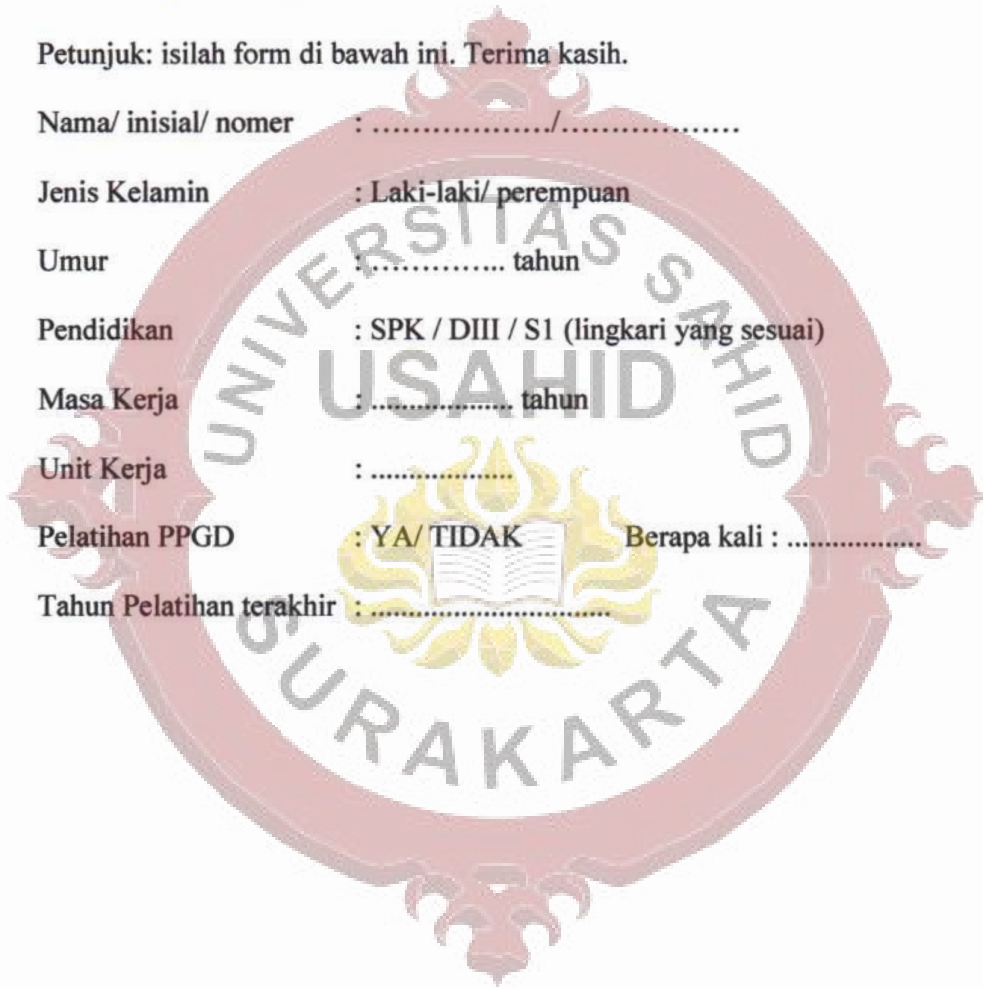 Petunjuk: isilah form di bawah ini. Terima kasih.
Nama/ inisial/ nomer : .................../...................
Jenis Kelamin : Laki-laki/ perempuan
Umur : .............. tahun
Pendidikan : SPK / DIII / S1 (lingkari yang sesuai)
Masa Kerja : ................... tahun
Unit Kerja : ...................
Pelatihan PPGD : YA/ TIDAK Berapa kali : ..................
Tahun Pelatihan terakhir : ................................
UNIVERSITAS SAHID
USAHID
SURAKARTA